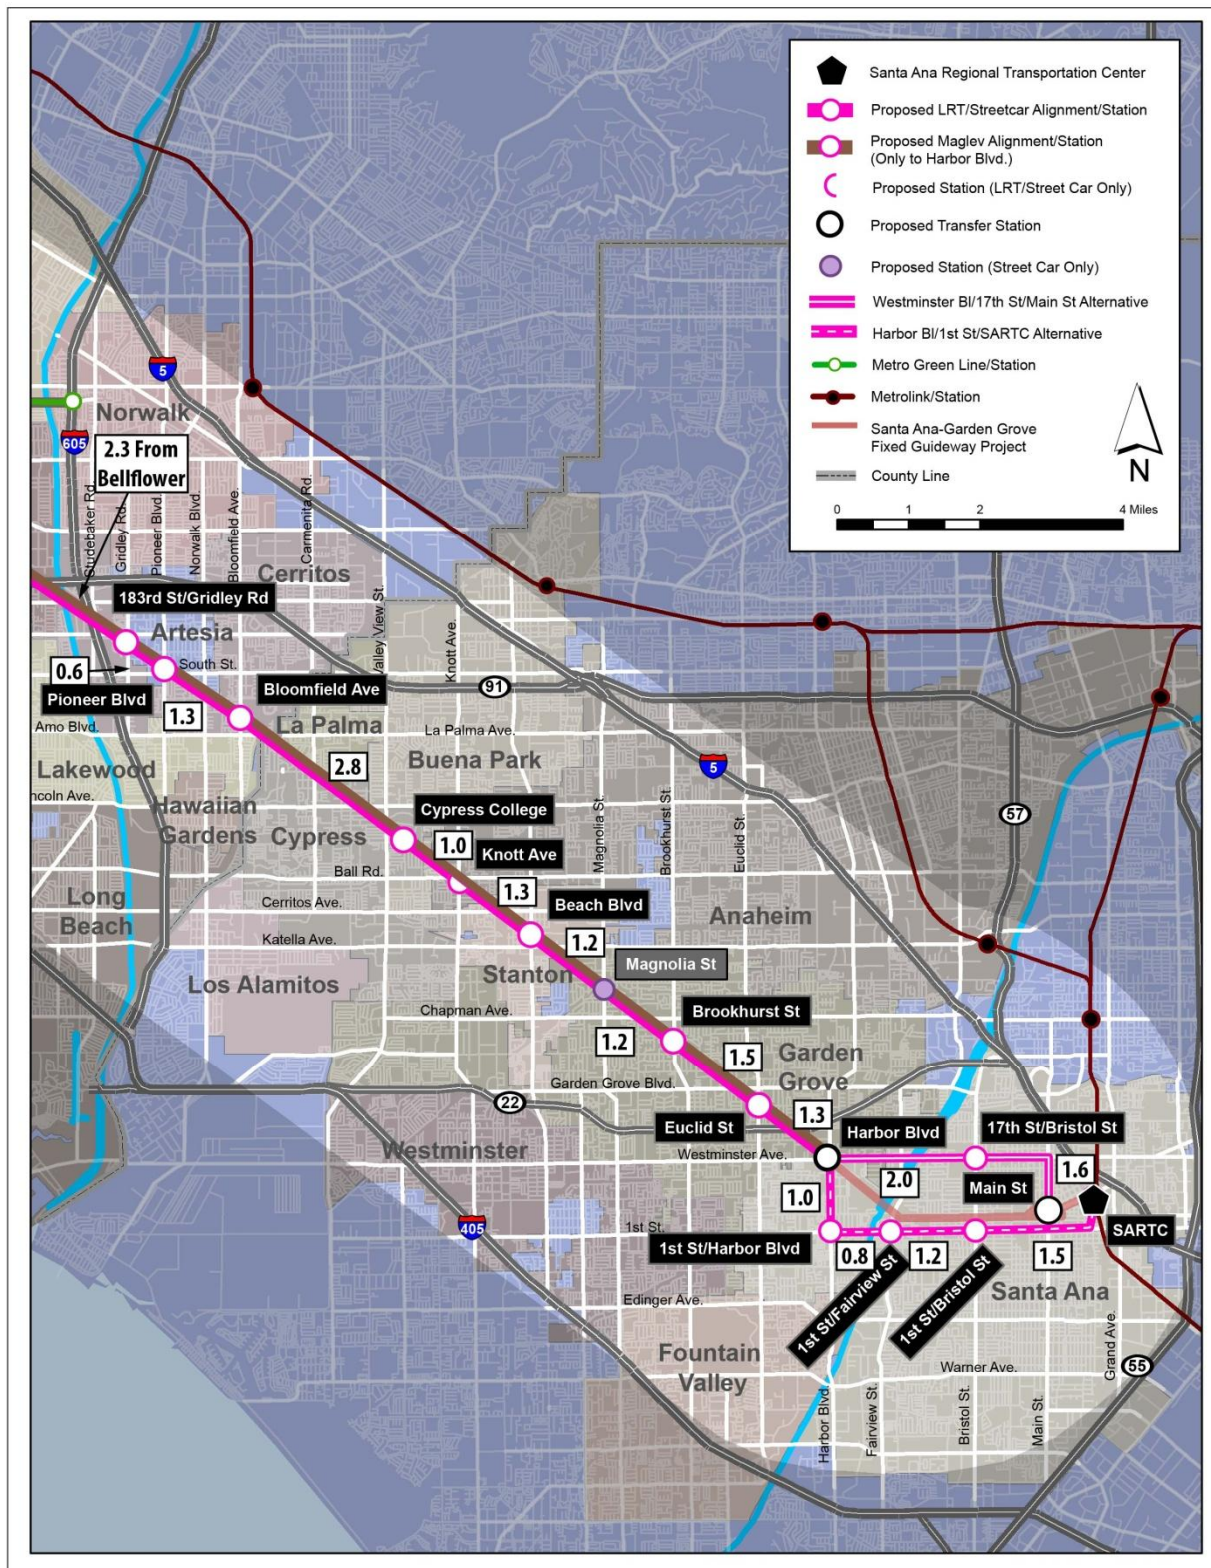 Santa Ana Regional Transportation Center
Proposed LRT/Streetcar Alignment/Station
Proposed Maglev Alignment/Station
(Only to Harbor Blvd.)
Proposed Station (LRT/Street Car Only)
Proposed Transfer Station
Proposed Station (Street Car Only)
Westminster Bl/17th St/Main St Alternative
Harbor Bl/1st St/SARTC Alternative
Metro Green Line/Station
Metrolink/Station
Santa Ana-Garden Grove
Fixed Guideway Project
County Line
N
0 1 2 4 Miles
5
Norwalk
605
2.3 From
Bellflower
Studebaker Rd.
Gridley Rd.
Pioneer Blvd.
Norwalk Blvd.
Bloomfield Ave.
Carmenita Rd.
Cerritos
183rd St/Gridley Rd
Valley View St.
Knott Ave.
Artesia
0.6
South St.
Pioneer Blvd
Bloomfield Ave
91
1.3
Amo Blvd.
La Palma
La Palma Ave.
Lakewood
2.8
Buena Park
5
ncoln Ave.
Hawaiian
Gardens
Cypress
Cypress College
Magnolia St.
Brookhurst St.
Euclid St.
57
1.0
Knott Ave
Ball Rd.
1.3
Long
Beach
Cerritos Ave.
Beach Blvd
Anaheim
Katella Ave.
1.2
Stanton
Magnolia St
Los Alamitos
Chapman Ave.
Brookhurst St
1.2
1.5
Garden
Grove
Garden Grove Blvd.
22
1.3
Euclid St
Harbor Blvd
17th St/Bristol St
Westminster
Westminster Ave.
1.6
2.0
Main St
1.0
405
1st St.
1st St/Harbor Blvd
SARTC
0.8
1.2
1.5
1st St/Fairview St
1st St/Bristol St
Santa Ana
Edinger Ave.
Fountain
Valley
Warner Ave.
55
Harbor Blvd.
Fairview St.
Bristol St.
Main St.
Grand Ave.